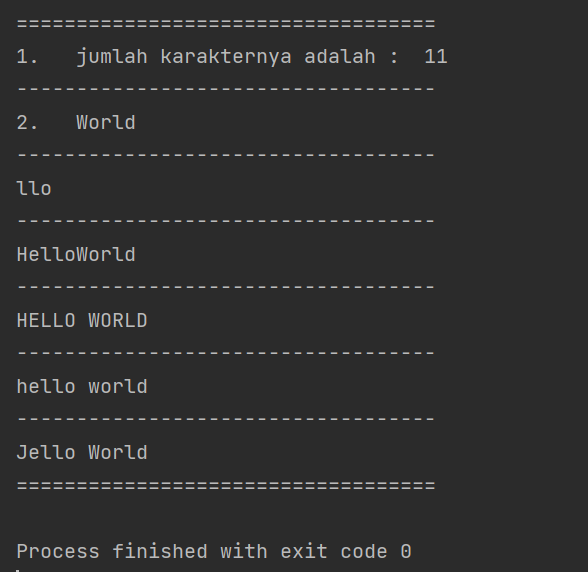 ===================================
1.   jumlah karakternya adalah :  11
-----------------------------------
2.   World
-----------------------------------
llo
-----------------------------------
HelloWorld
-----------------------------------
HELLO WORLD
-----------------------------------
hello world
-----------------------------------
Jello World
===================================

Process finished with exit code 0